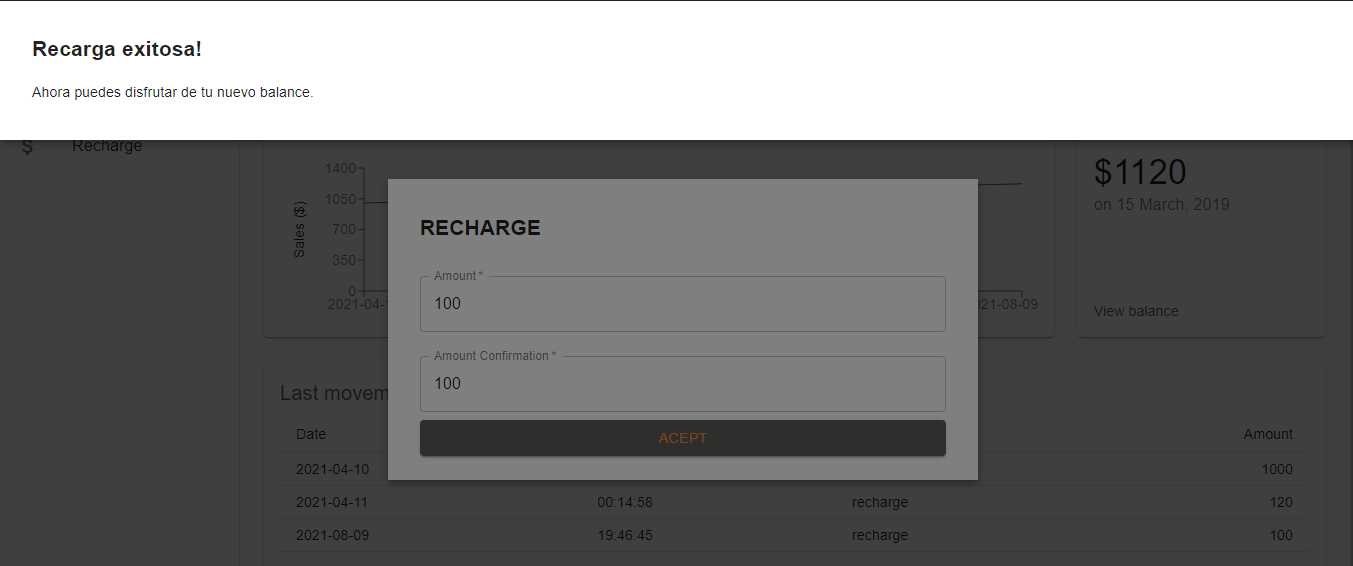 Recarga exitosa!
Ahora puedes disfrutar de tu nuevo balance.
$ Recharge
1400
1050
700
350
0
Sales ($)
2021-04-
2021-08-09
$1120
on 15 March, 2019
View balance
RECHARGE
Amount *
100
Amount Confirmation *
100
ACEPT
Last movem
Date Amount
2021-04-10 1000
2021-04-11 00:14:58 recharge 120
2021-08-09 19:46:45 recharge 100